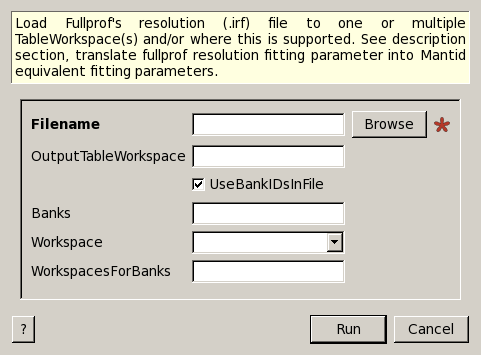 Load Fullprof's resolution (.irf) file to one or multiple
TableWorkspace(s) and/or where this is supported. See description
section, translate fullprof resolution fitting parameter into Mantid
equivalent fitting parameters.
Filename Browse *
OutputTableWorkspace
UseBankIDsInFile
Banks
Workspace
WorkspacesForBanks
? Run Cancel